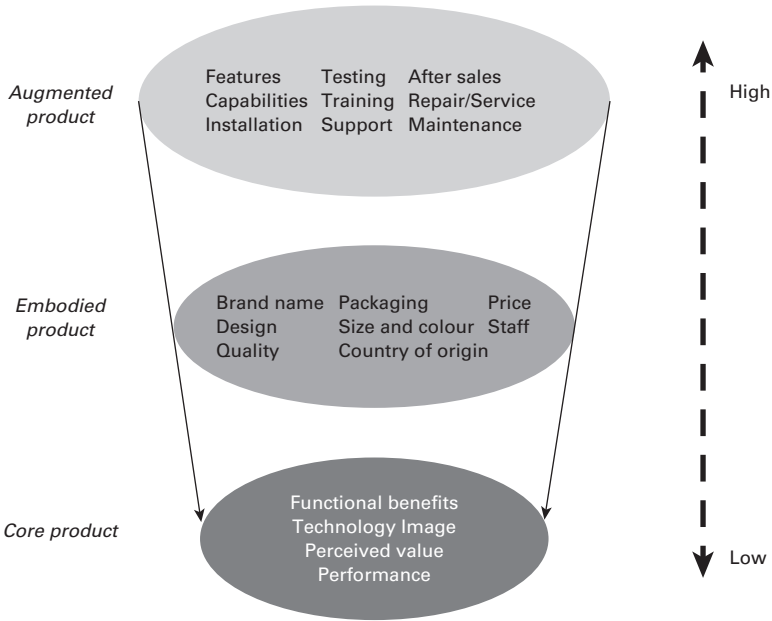 Augmented
product
Features Testing After sales
Capabilities Training Repair/Service
Installation Support Maintenance
High
Embodied
product
Brand name Packaging Price
Design Size and colour Staff
Quality Country of origin
Core product
Functional benefits
Technology Image
Perceived value
Performance
Low